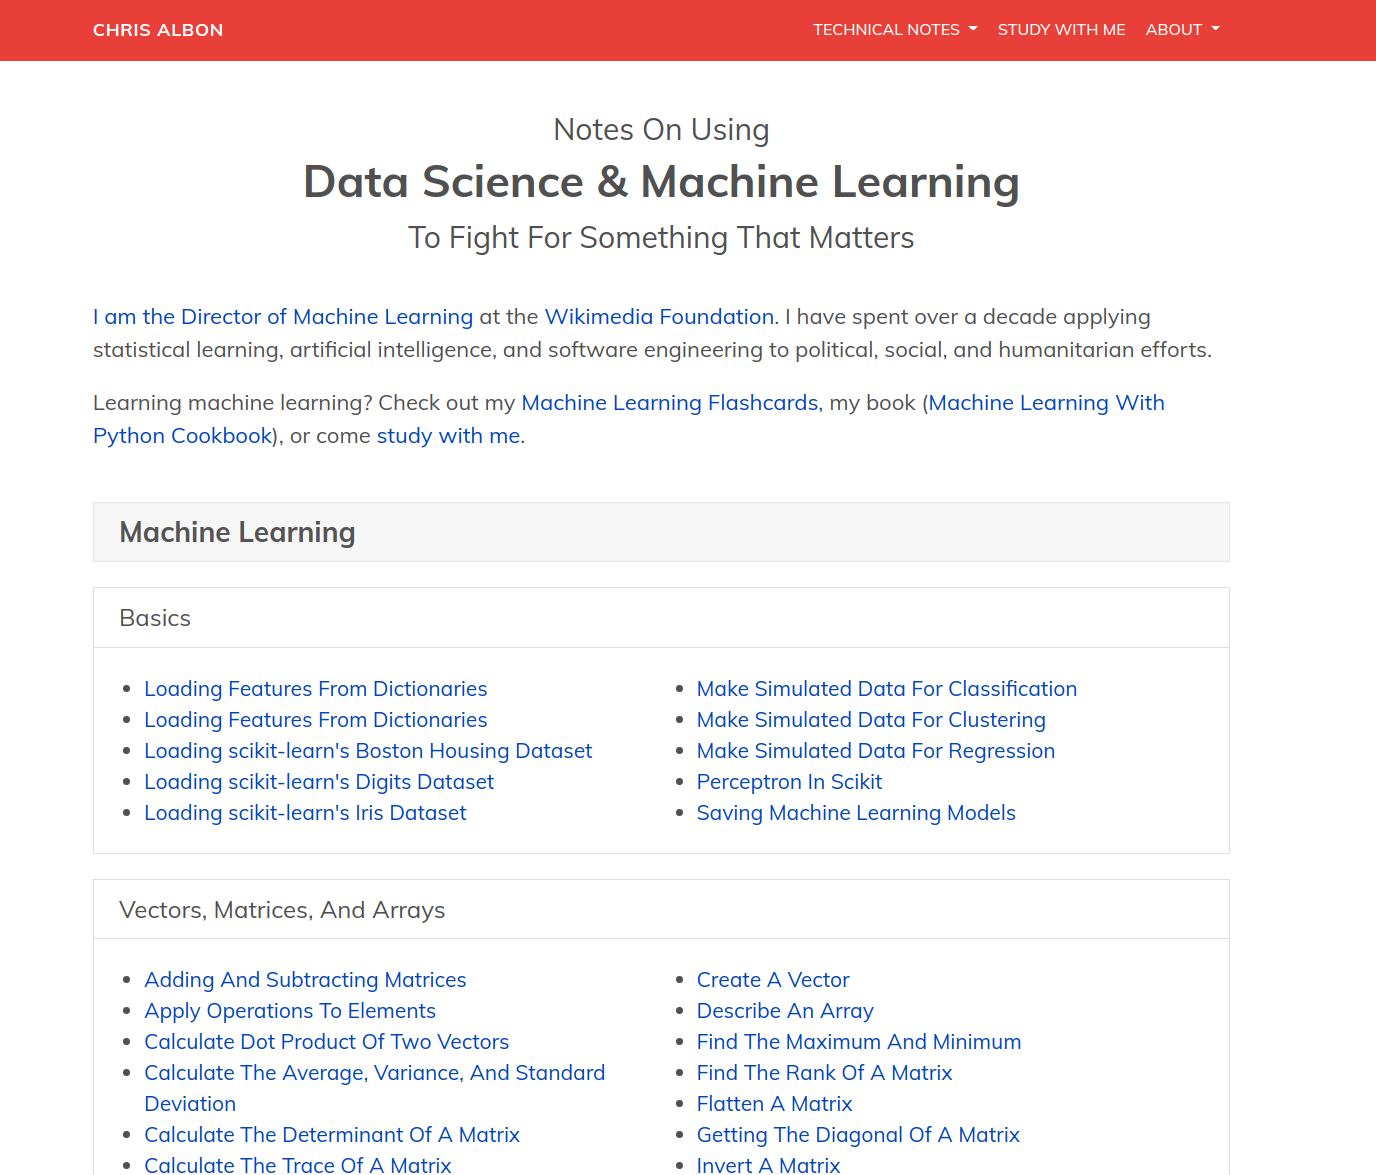 CHRIS ALBON
TECHNICAL NOTES STUDY WITH ME ABOUT
Notes On Using
Data Science & Machine Learning
To Fight For Something That Matters
I am the Director of Machine Learning at the Wikimedia Foundation. I have spent over a decade applying
statistical learning, artificial intelligence, and software engineering to political, social, and humanitarian efforts.
Learning machine learning? Check out my Machine Learning Flashcards, my book (Machine Learning With
Python Cookbook), or come study with me.
Machine Learning
Basics
Loading Features From Dictionaries
Loading Features From Dictionaries
Loading scikit-learn's Boston Housing Dataset
Loading scikit-learn's Digits Dataset
Loading scikit-learn's Iris Dataset
Make Simulated Data For Classification
Make Simulated Data For Clustering
Make Simulated Data For Regression
Perceptron In Scikit
Saving Machine Learning Models
Vectors, Matrices, And Arrays
Adding And Subtracting Matrices
Apply Operations To Elements
Calculate Dot Product Of Two Vectors
Calculate The Average, Variance, And Standard
Deviation
Calculate The Determinant Of A Matrix
Calculate The Trace Of A Matrix
Create A Vector
Describe An Array
Find The Maximum And Minimum
Find The Rank Of A Matrix
Flatten A Matrix
Getting The Diagonal Of A Matrix
Invert A Matrix